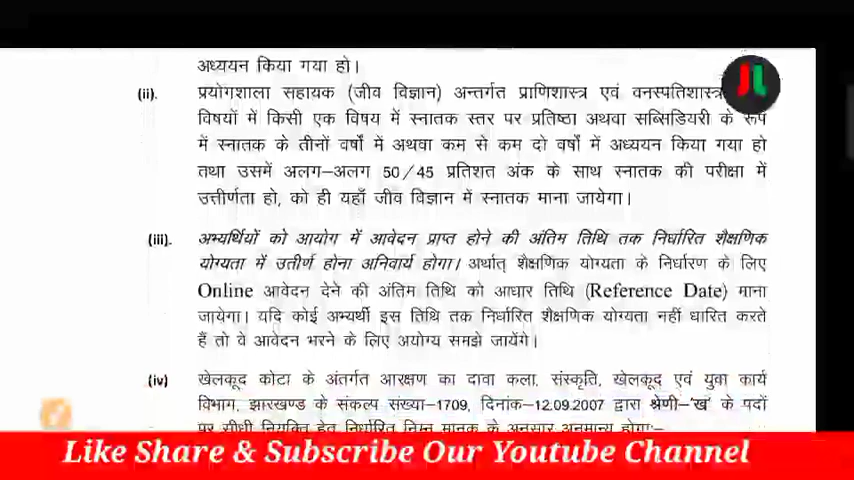 अध्ययन किया गया हो।
(ii). प्रयोगशाला सहायक (जीव विज्ञान) अन्तर्गत प्राणिशास्त्र एवं वनस्पतिशास्त्र
विषयों में किसी एक विषय में स्नातक स्तर पर प्रतिष्ठा अथवा सब्सिडियरी के रूप
में स्नातक के तीनों वर्षों में अथवा कम से कम दो वर्षों में अध्ययन किया गया हो
तथा उसमें अलग-अलग 50/45 प्रतिशत अंक के साथ स्नातक की परीक्षा में
उत्तीर्णता हो, को ही यहाँ जीव विज्ञान में स्नातक माना जायेगा।
(iii). अभ्यर्थियों को आयोग में आवेदन प्राप्त होने की अंतिम तिथि तक निर्धारित शैक्षणिक
योग्यता में उत्तीर्ण होना अनिवार्य होगा। अर्थात् शैक्षणिक योग्यता के निर्धारण के लिए
Online आवेदन देने की अंतिम तिथि को आधार तिथि (Reference Date) माना
जायेगा। यदि कोई अभ्यर्थी इस तिथि तक निर्धारित शैक्षणिक योग्यता नहीं धारित करते
हैं तो वे आवेदन भरने के लिए अयोग्य समझे जायेंगे।
(iv) खेलकूद कोटा के अंतर्गत आरक्षण का दावा कला, संस्कृति, खेलकूद एवं युवा कार्य
विभाग, झारखण्ड के संकल्प संख्या-1709, दिनांक-12.09.2007 द्वारा श्रेणी-'ख' के पदों
पर सीधी नियुक्ति हेतु निर्धारित निम्न मानक के अनुसार अनुमान्य होगा:-
Like Share & Subscribe Our Youtube Channel